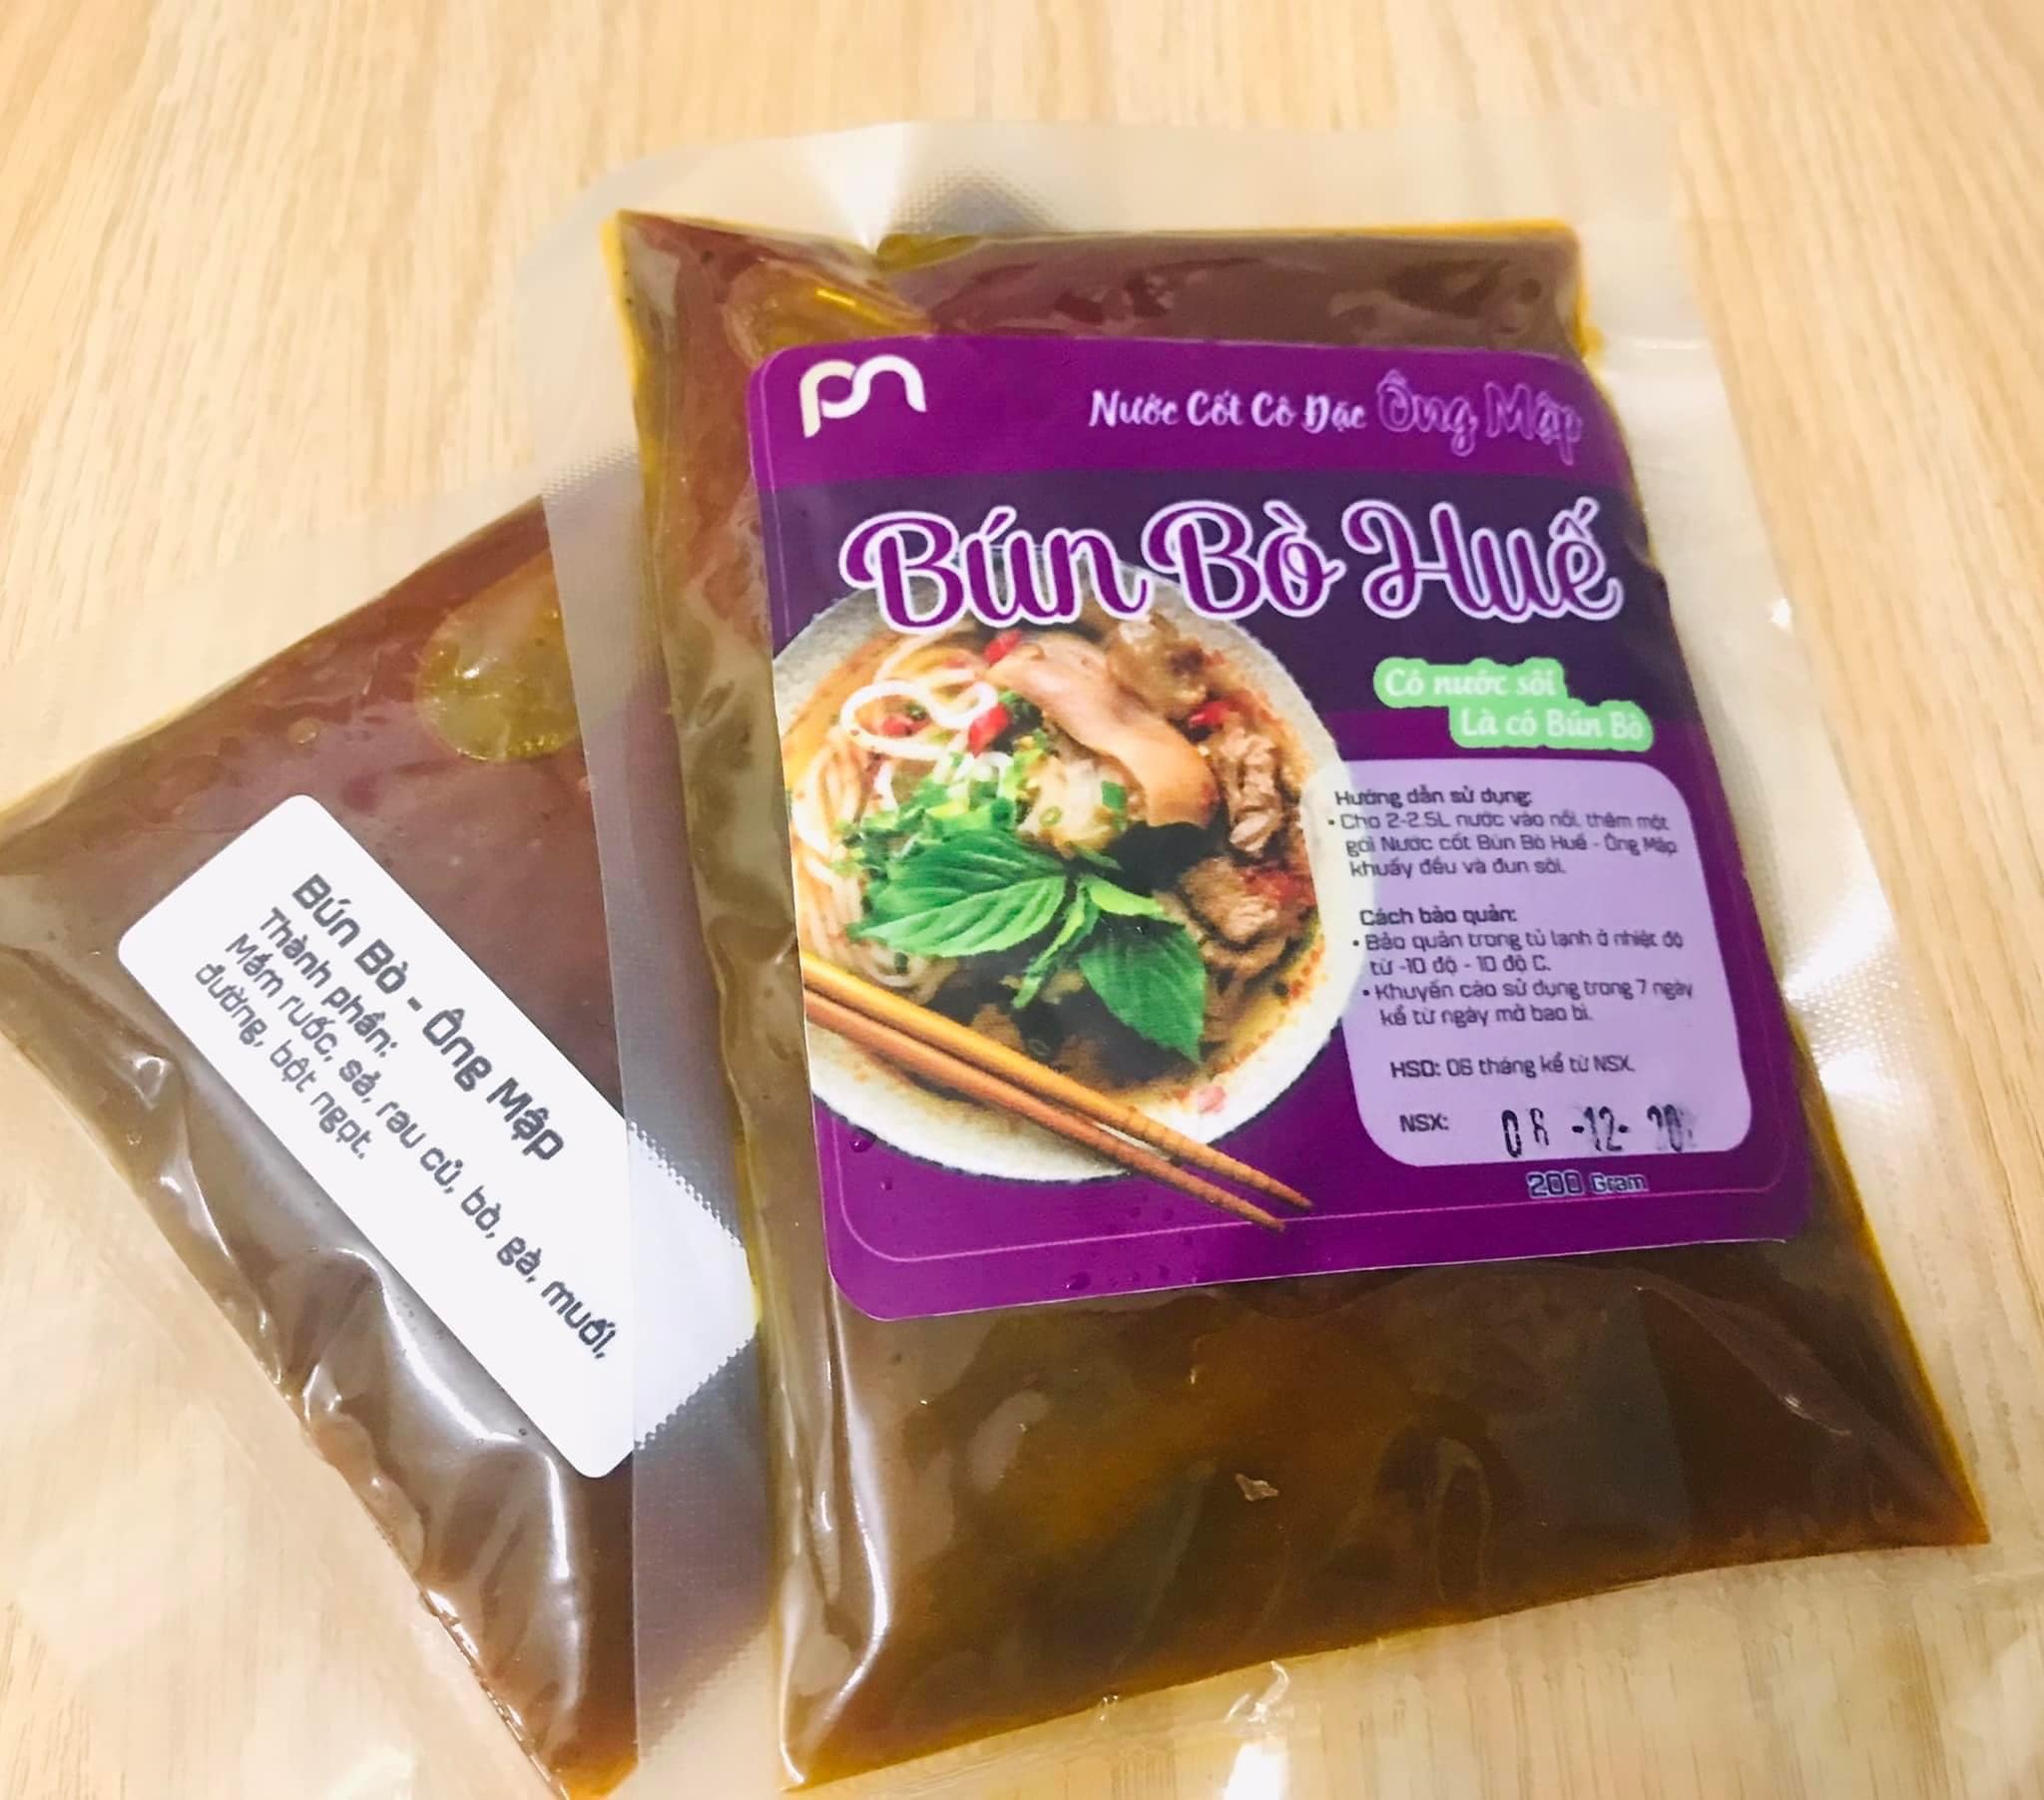 pn
Nước Cốt Cô Đặc Ông Mập
Bún Bò Huế
Có nước sôi
Là có Bún Bò
Hướng dẫn sử dụng:
• Cho 2-2.5L nước vào nồi, thêm một
gói Nước cốt Bún Bò Huế - Ông Mập
khuấy đều và đun sôi.
Cách bảo quản:
• Bảo quản trong tủ lạnh ở nhiệt độ
từ -10 độ - 10 độ C.
• Khuyến cáo sử dụng trong 7 ngày
kể từ ngày mở bao bì.
HSD: 06 tháng kể từ NSX.
NSX: 06 -12- 20
200 Gram
Bún Bò - Ông Mập
Thành phần:
Mắm ruốc, sả, rau củ, bò, gà, muối,
đường, bột ngọt.